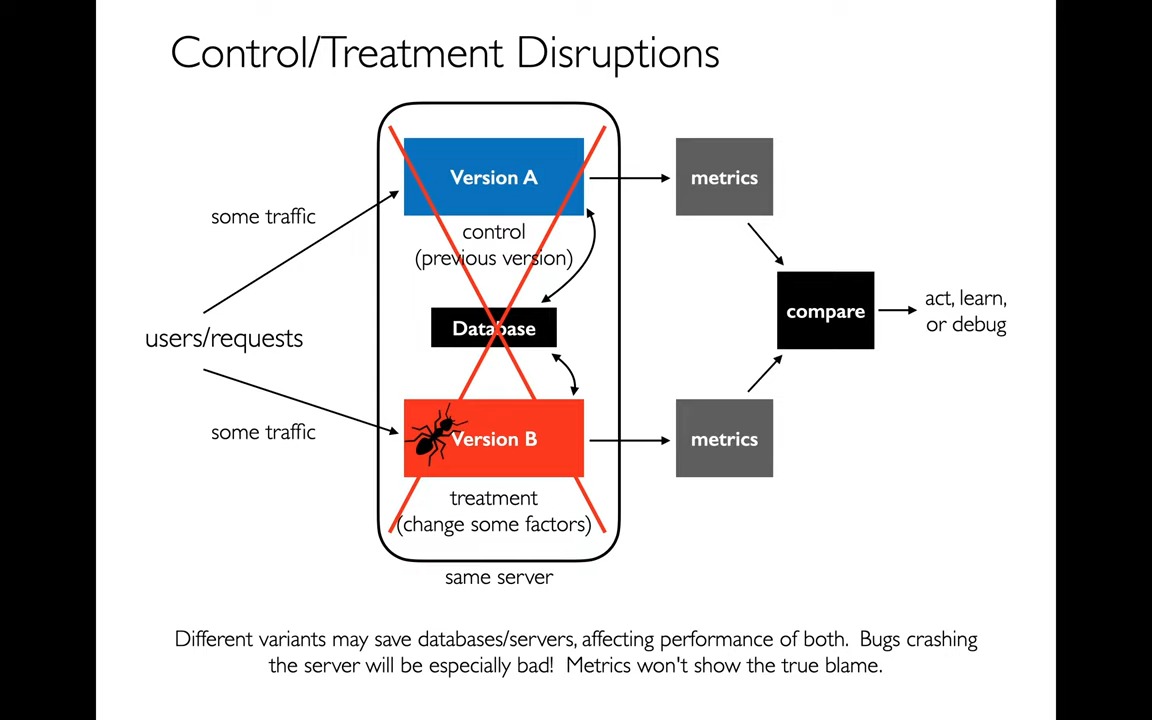 Control/Treatment Disruptions
Version A
metrics
some traffic
control
(previous version)
act, learn,
or debug
compare
Database
users/requests
some traffic
Version B
metrics
treatment
(change some factors)
same server
Different variants may save databases/servers, affecting performance of both.  Bugs crashing
the server will be especially bad!  Metrics won't show the true blame.